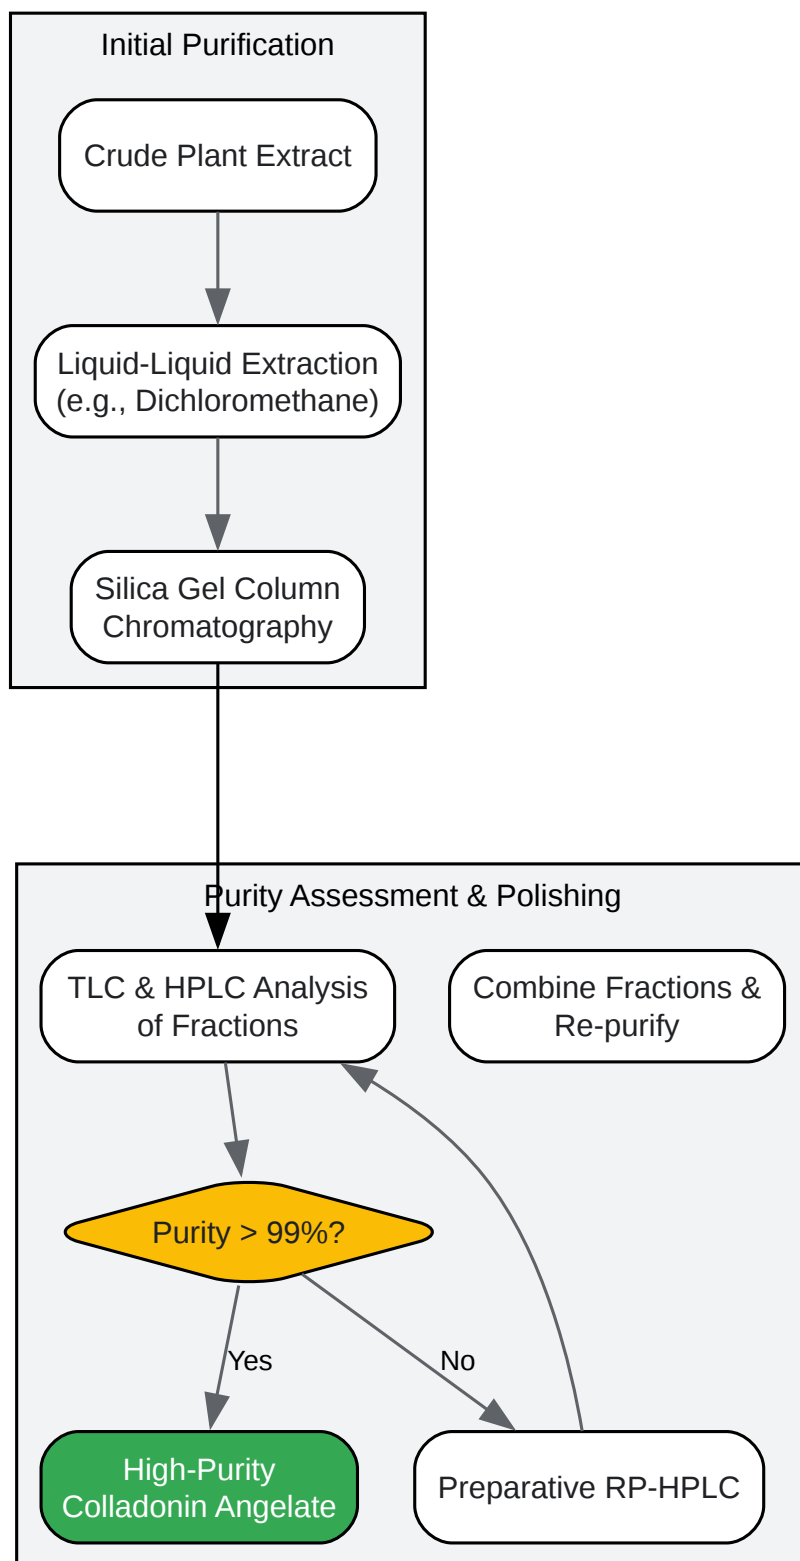 Initial Purification
Crude Plant Extract
Liquid-Liquid Extraction
(e.g., Dichloromethane)
Silica Gel Column
Chromatography
Purity Assessment & Polishing
TLC & HPLC Analysis
of Fractions
Combine Fractions &
Re-purify
Purity > 99%?
Yes
No
High-Purity
Colladonin Angelate
Preparative RP-HPLC